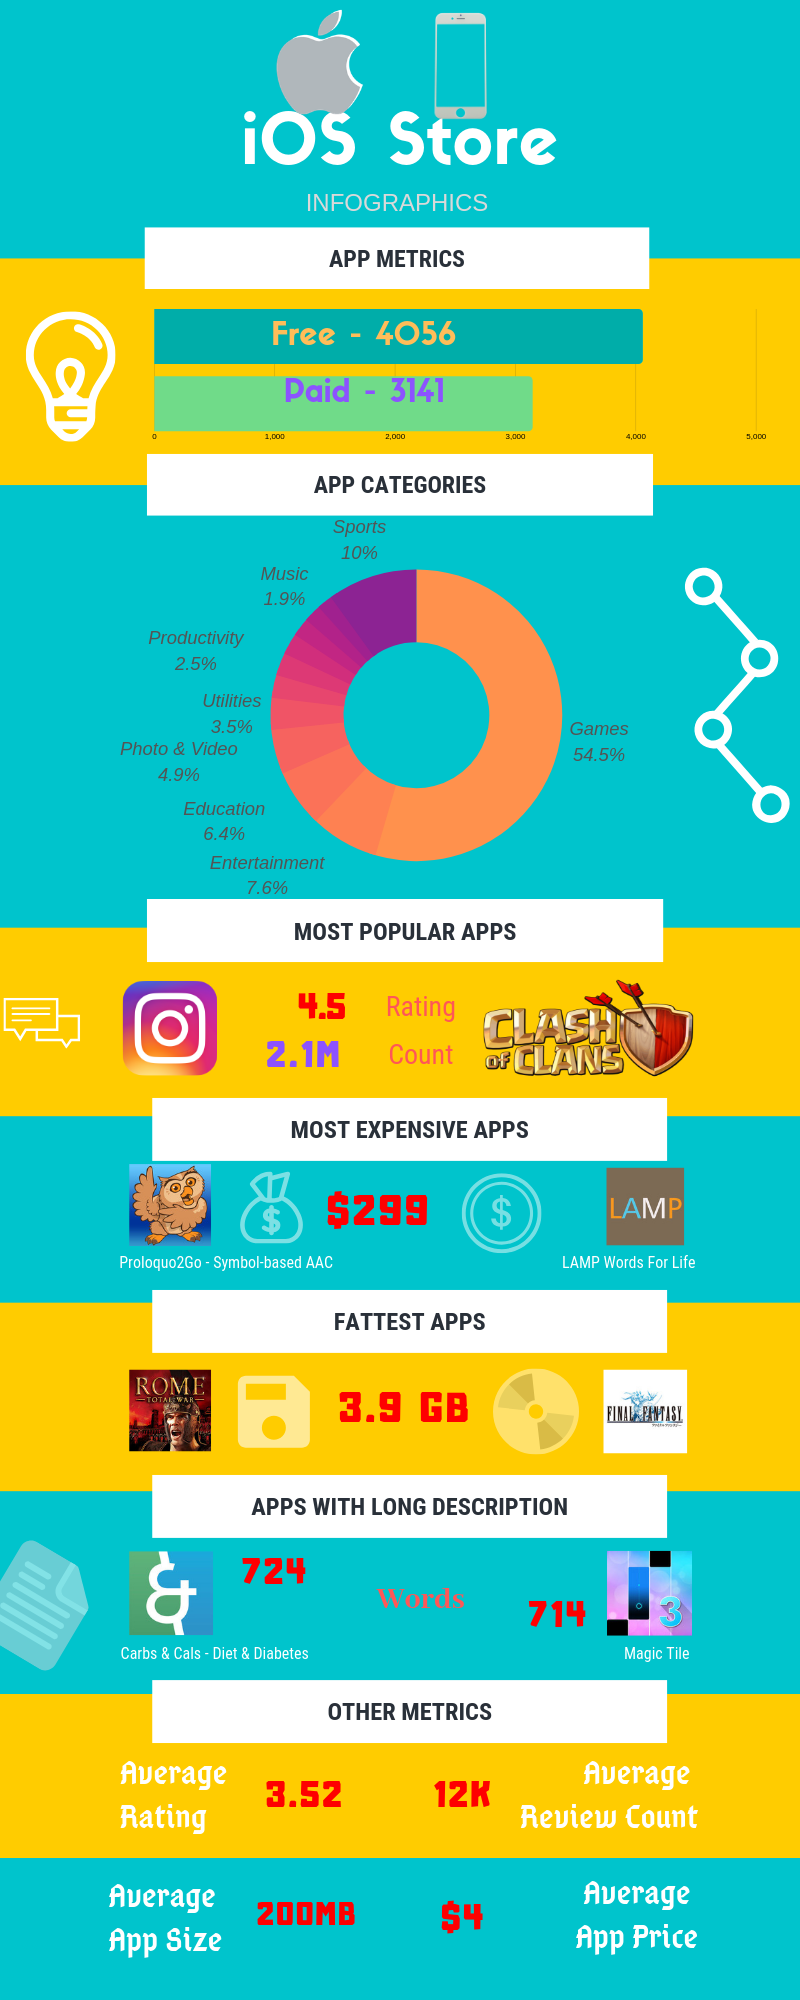 iOS Store
INFOGRAPHICS
APP METRICS
Free - 4056
Paid - 3141
0 1,000 2,000 3,000 4,000 5,000
APP CATEGORIES
Sports
10%
Music
1.9%
Productivity
2.5%
Utilities
3.5%
Photo & Video
4.9%
Education
6.4%
Entertainment
7.6%
Games
54.5%
MOST POPULAR APPS
4.5 Rating
2.1M Count
CLASH
OF CLANS
MOST EXPENSIVE APPS
$ $299 $
LAMP
Proloquo2Go - Symbol-based AAC
LAMP Words For Life
FATTEST APPS
ROME
TOTAL WAR
3.9 GB
FINAL FANTASY
APPS WITH LONG DESCRIPTION
&
724
Words
714
3
Carbs & Cals - Diet & Diabetes
Magic Tile
OTHER METRICS
Average
Rating
3.52
12K
Average
Review Count
Average
App Size
200MB
$4
Average
App Price